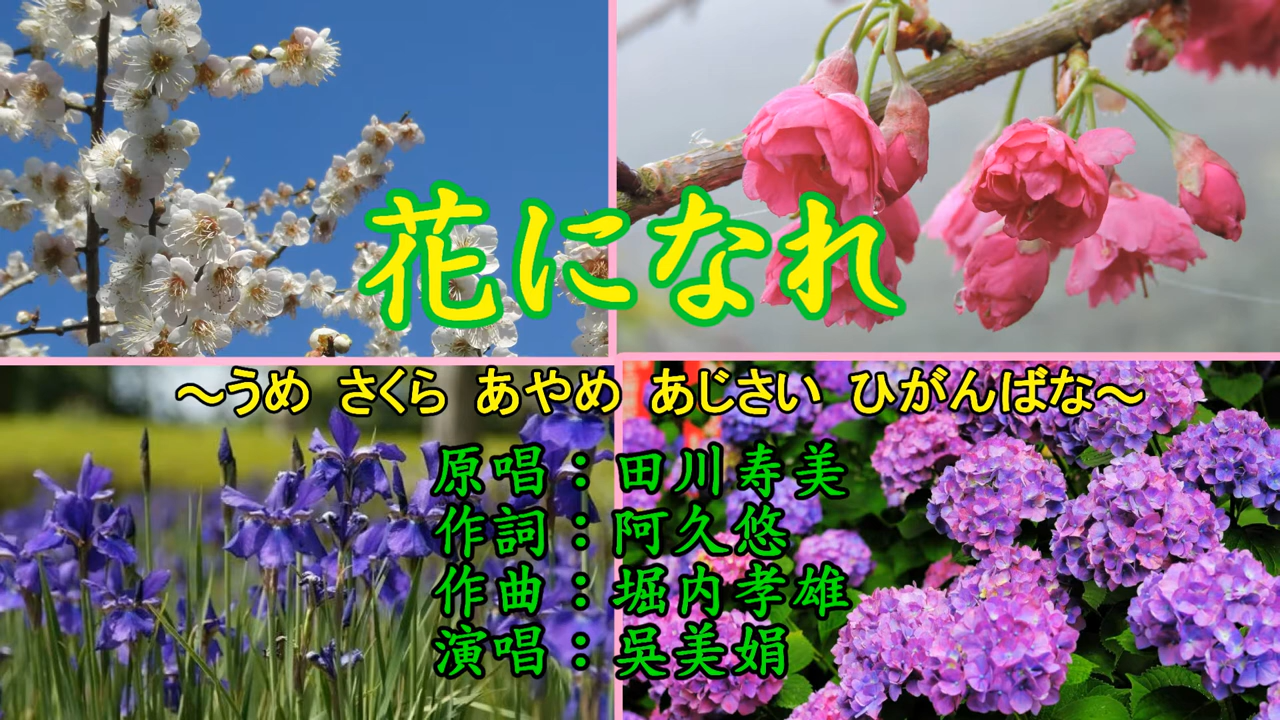 花になれ
～うめ さくら あやめ あじさい ひがんばな～
原唱：田川寿美
作詞：阿久悠
作曲：堀内孝雄
演唱：吳美娟